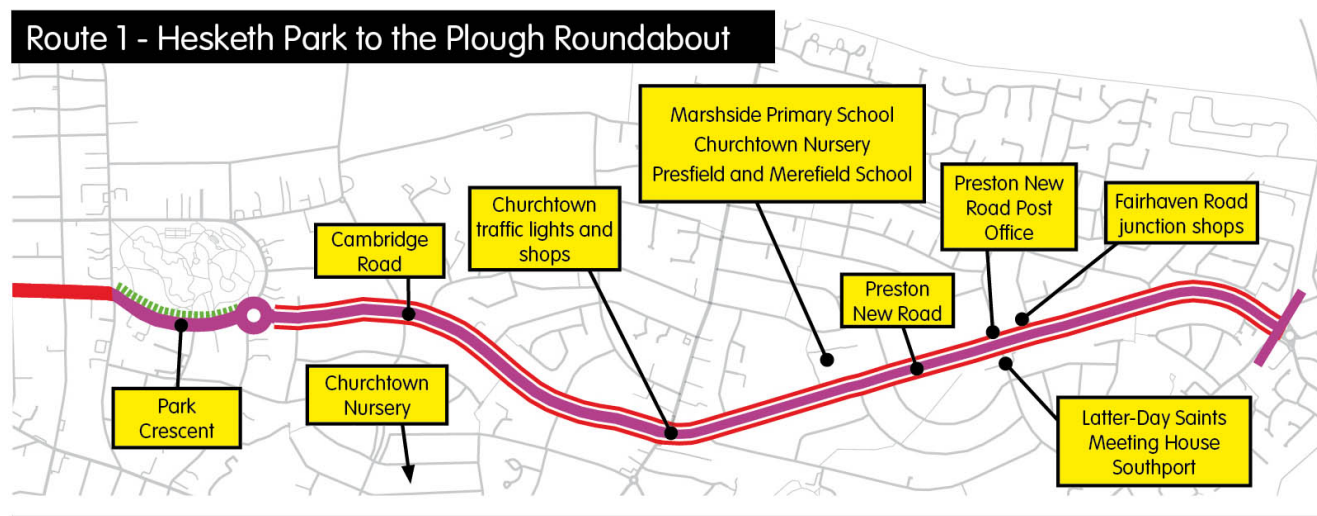 Route 1 - Hesketh Park to the Plough Roundabout
Marshside Primary School
Churchtown Nursery
Presfield and Merefield School
Preston New
Road Post
Office
Fairhaven Road
junction shops
Churchtown
traffic lights and
shops
Cambridge
Road
Preston
New Road
Churchtown
Nursery
Park
Crescent
Latter-Day Saints
Meeting House
Southport